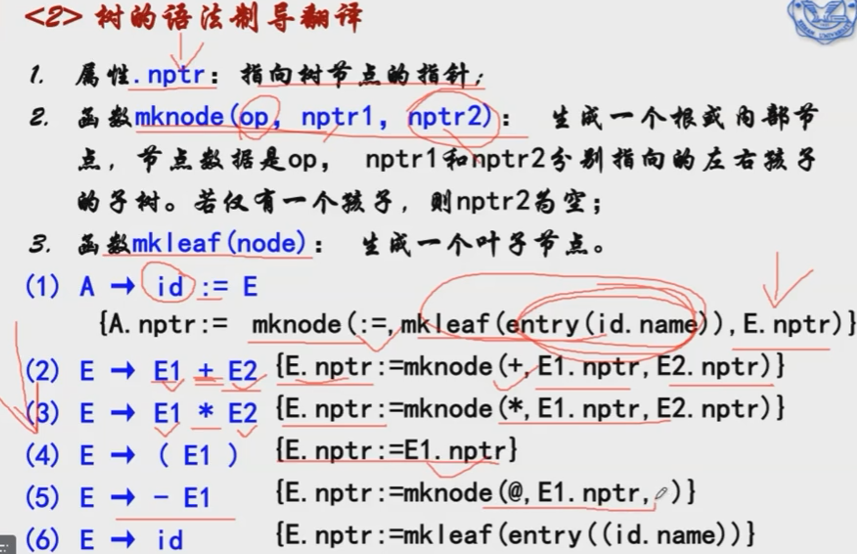 <2> 树的语法制导翻译
1. 属性.nptr: 指向树节点的指针;
2. 函数mknode(op, nptr1, nptr2): 生成一个根或内部节
点, 节点数据是op, nptr1和nptr2分别指向的左右孩子
的子树。若仅有一个孩子, 则nptr2为空;
3. 函数mkleaf(node): 生成一个叶子节点。
(1) A → id := E
{A.nptr:= mknode(:=,mkleaf(entry(id.name)),E.nptr)}
(2) E → E1 + E2 {E.nptr:=mknode(+,E1.nptr,E2.nptr)}
(3) E → E1 * E2 {E.nptr:=mknode(*,E1.nptr,E2.nptr)}
(4) E → ( E1 ) {E.nptr:=E1.nptr}
(5) E → - E1 {E.nptr:=mknode(@,E1.nptr, )}
(6) E → id {E.nptr:=mkleaf(entry((id.name))}